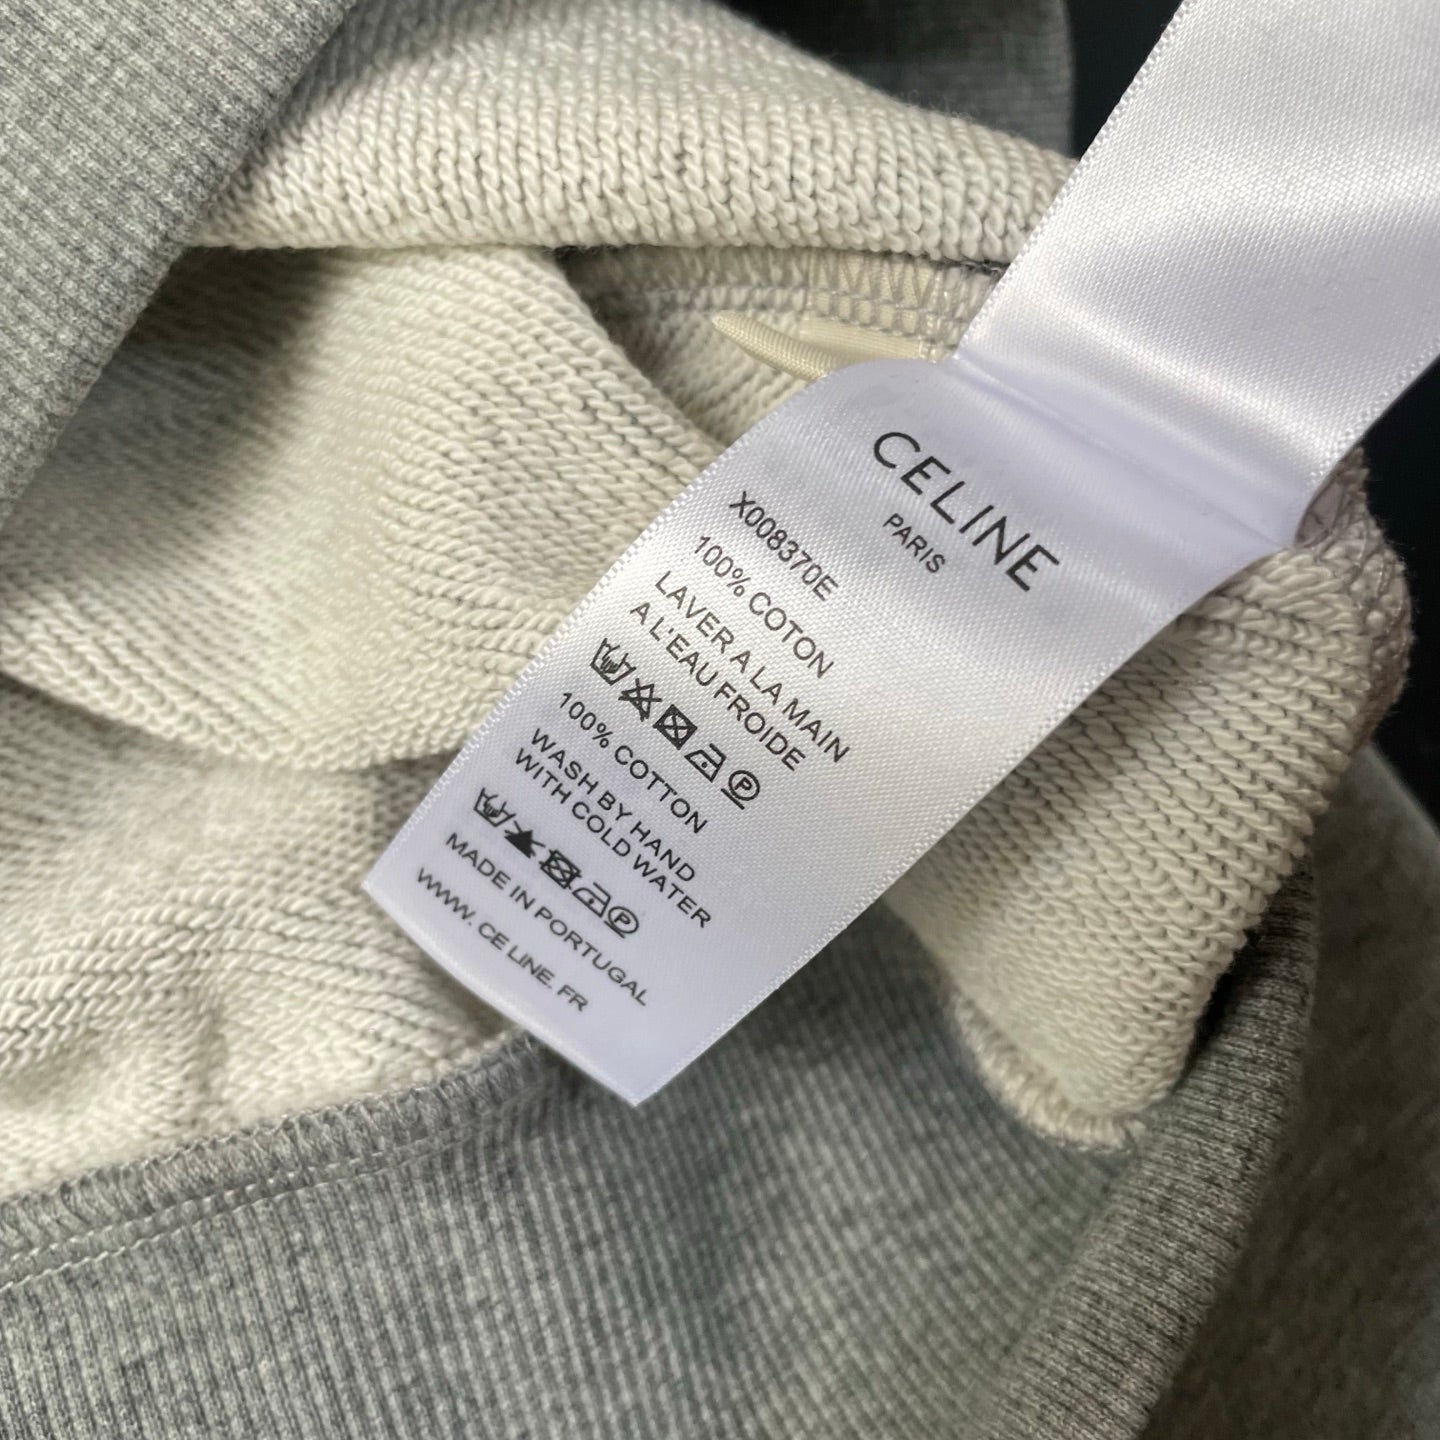 CELINE
PARIS
X008370E
100% COTON
LAVER A LA MAIN
A L'EAU FROIDE
P
100% COTTON
WASH BY HAND
WITH COLD WATER
P
MADE IN PORTUGAL
WWW. CE LINE. FR